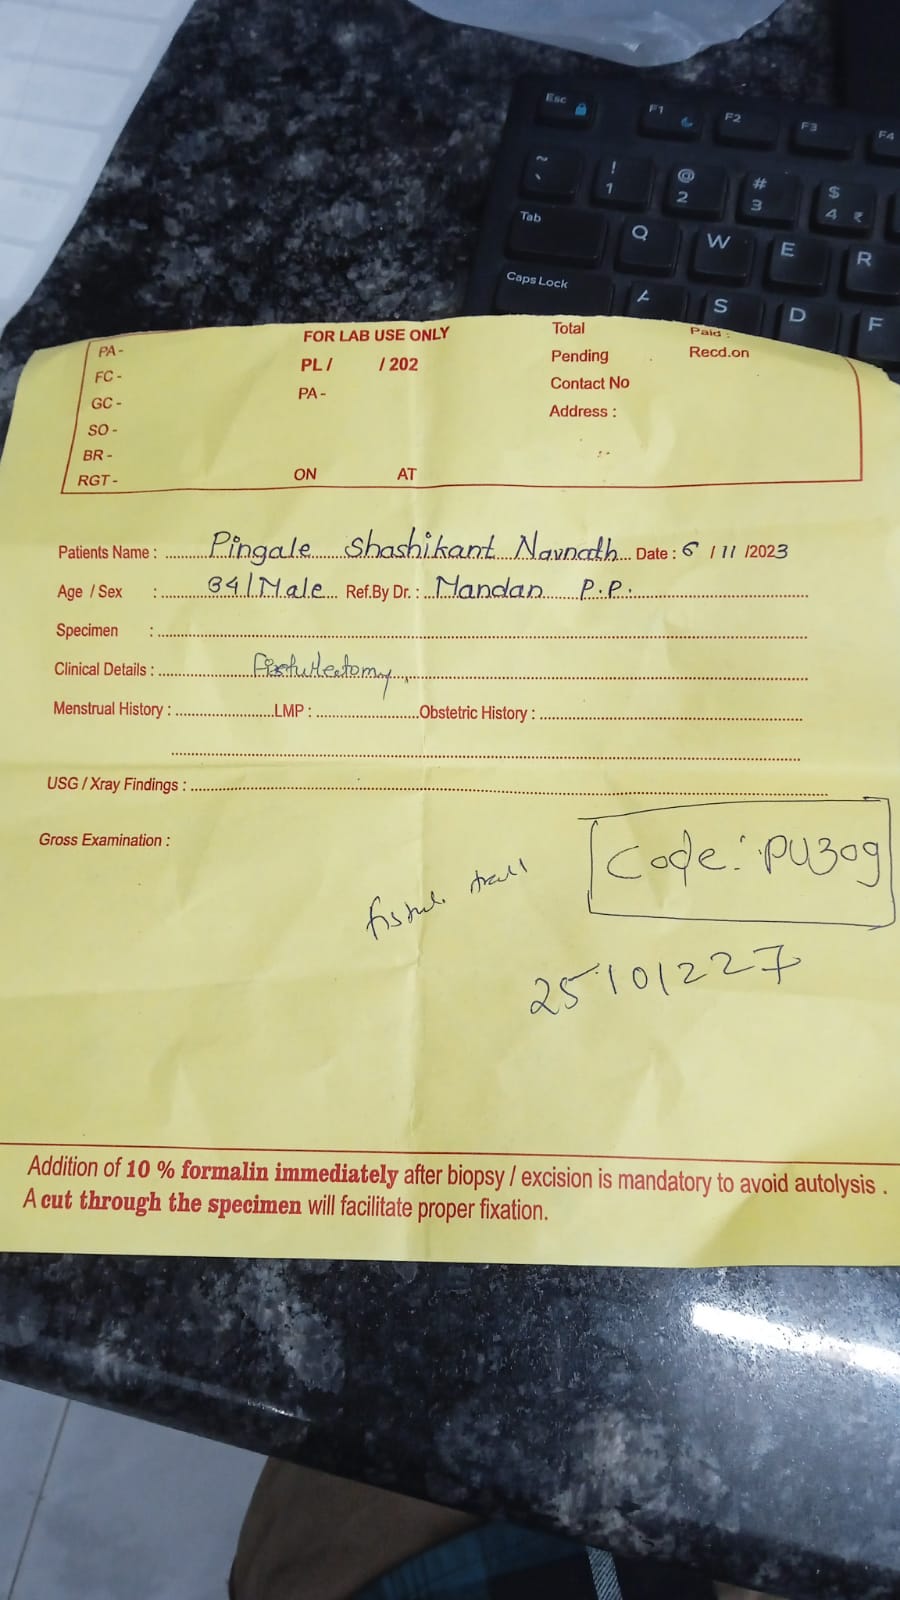 Esc F1 F2 F3 F4
~ ` ! 1 @ 2 # 3 $ 4 ₹
Tab Q W E R
Caps Lock A S D F
PA -
FC -
GC -
SO -
BR -
RGT -
FOR LAB USE ONLY
PL / / 202
PA -
ON AT
Total Paid :
Pending Recd.on
Contact No
Address :
Patients Name : Pingale Shashikant Navnath Date : 6 / 11 /2023
Age / Sex : 34/Male Ref.By Dr. : Mandan P.P.
Specimen :
Clinical Details : Fistullectomy
Menstrual History : LMP : Obstetric History :
USG / Xray Findings :
Gross Examination :
Code: PU309
25101227
Addition of 10 % formalin immediately after biopsy / excision is mandatory to avoid autolysis .
A cut through the specimen will facilitate proper fixation.